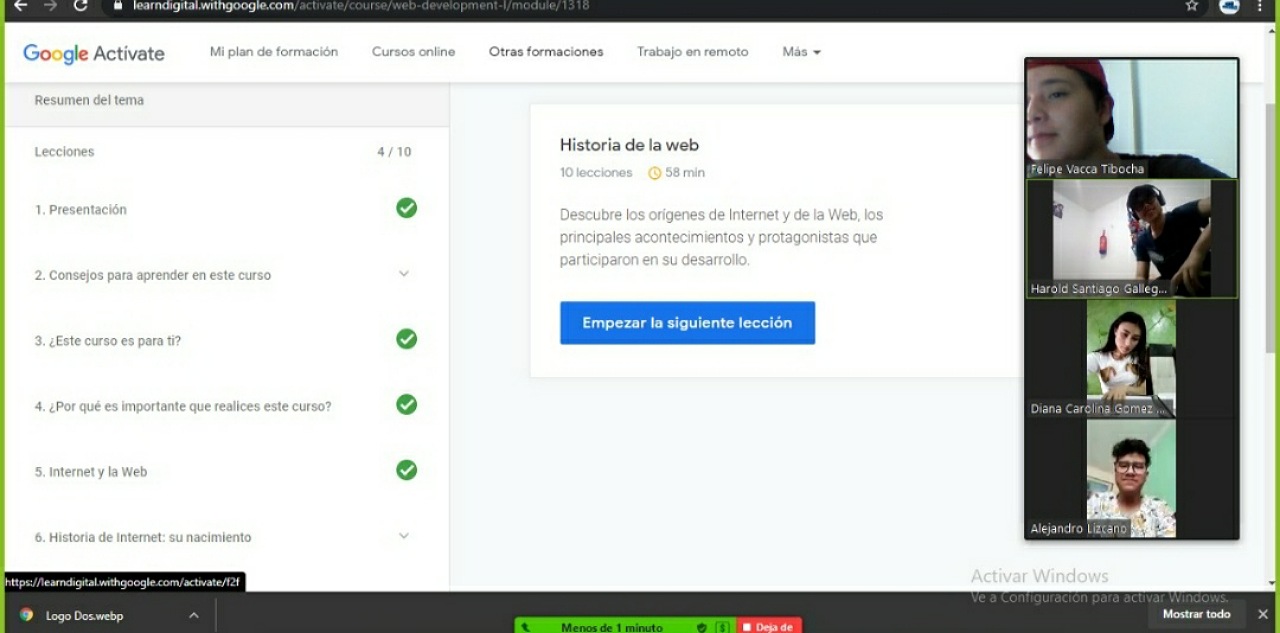 learndigital.withgoogle.com/activate/course/web-development-I/module/1318
Google Actívate
Mi plan de formación
Cursos online
Otras formaciones
Trabajo en remoto
Más
Resumen del tema
Lecciones
4 / 10
1. Presentación
2. Consejos para aprender en este curso
3. ¿Este curso es para ti?
4. ¿Por qué es importante que realices este curso?
5. Internet y la Web
6. Historia de Internet: su nacimiento
Historia de la web
10 lecciones
58 min
Descubre los orígenes de Internet y de la Web, los
principales acontecimientos y protagonistas que
participaron en su desarrollo.
Empezar la siguiente lección
Felipe Vacca Tibocha
Harold Santiago Galleg...
Diana Carolina Gomez ...
Alejandro Lizcano
https://learndigital.withgoogle.com/activate/f2f
Activar Windows
Ve a Configuración para activar Windows.
Logo Dos.webp
Mostrar todo
Menos de 1 minuto
Deja de